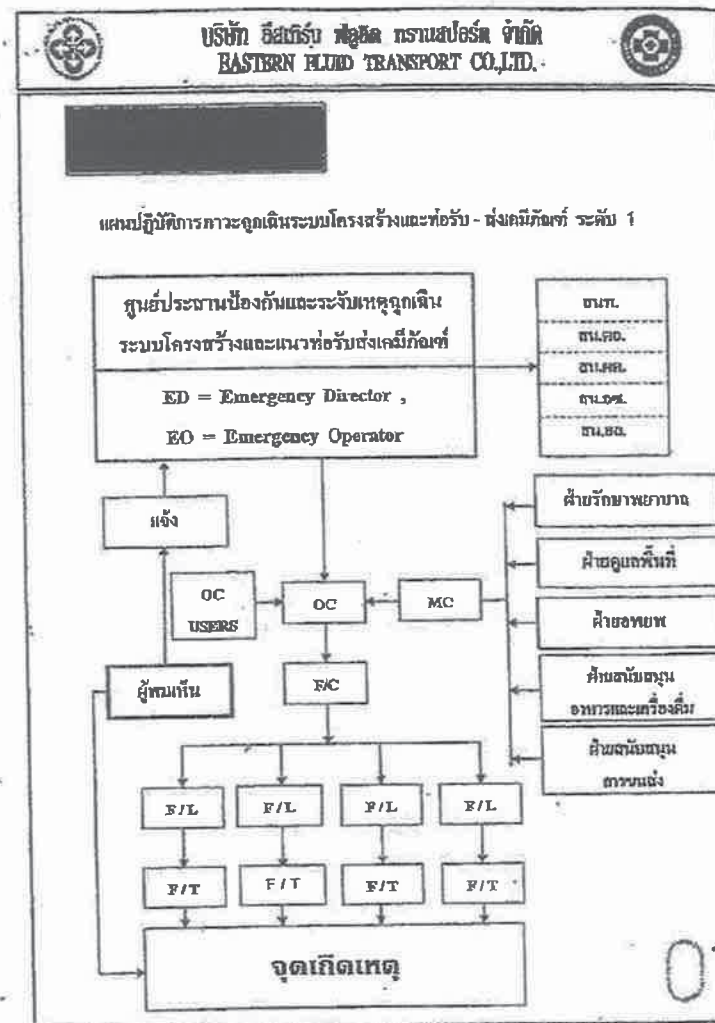 บริษัท อีสเทิร์น ฟลูอิด ทรานสปอร์ต จำกัด
EASTERN FLUID TRANSPORT CO.,LTD.
แผนปฏิบัติการภาวะฉุกเฉินระบบโครงสร้างและท่อรับ - ส่งเคมีภัณฑ์ ระดับ 1
ศูนย์ประสานป้องกันและระงับเหตุฉุกเฉิน
ระบบโครงสร้างและแนวท่อรับส่งเคมีภัณฑ์
ED = Emergency Director ,
EO = Emergency Operator
แจ้ง
ฝ่ายรักษาพยาบาล
ฝ่ายดูแลพื้นที่
ฝ่ายอพยพ
ฝ่ายสนับสนุน
อาหารและเครื่องดื่ม
ฝ่ายสนับสนุน
การขนส่ง
OC
USERS
OC
MC
ผู้พบเห็น
F/C
F/L
F/L
F/L
F/L
F/T
F/T
F/T
F/T
จุดเกิดเหตุ